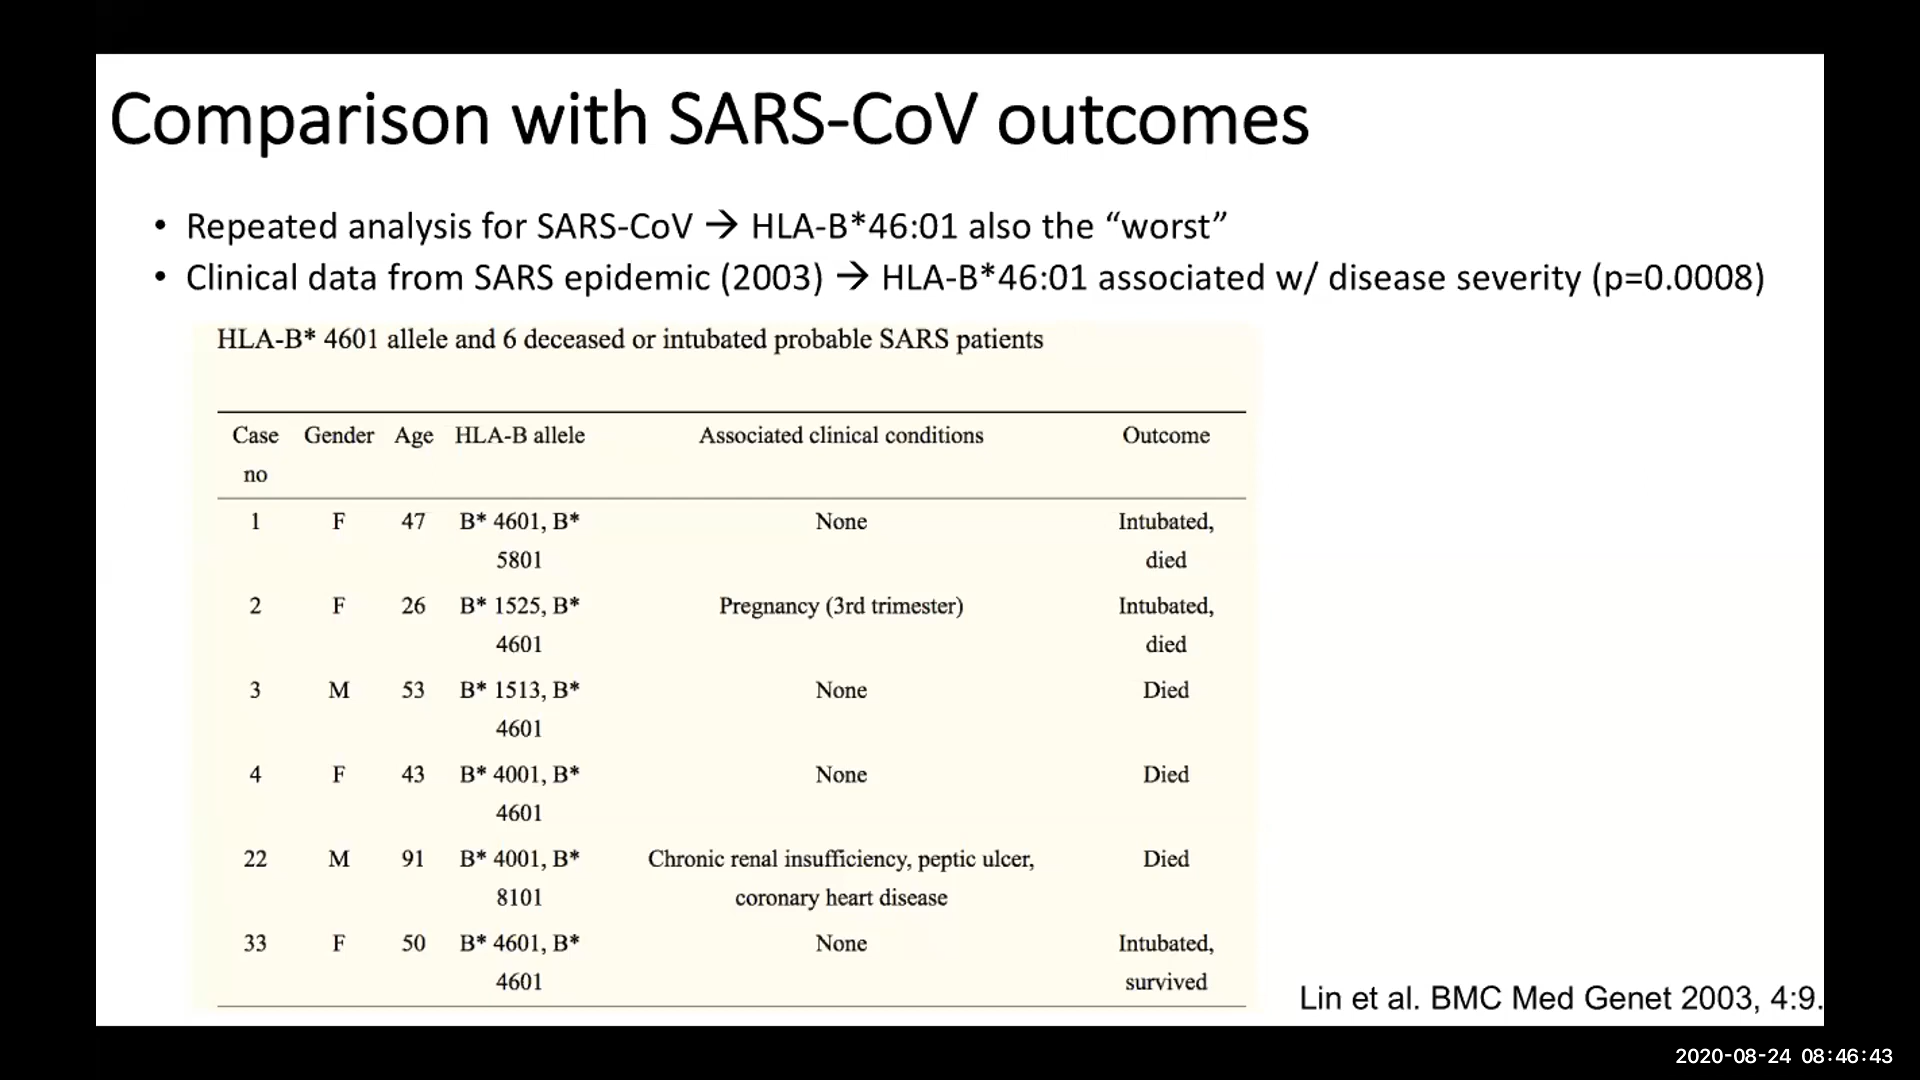 Comparison with SARS-CoV outcomes
• Repeated analysis for SARS-CoV → HLA-B*46:01 also the “worst”
• Clinical data from SARS epidemic (2003) → HLA-B*46:01 associated w/ disease severity (p=0.0008)
HLA-B* 4601 allele and 6 deceased or intubated probable SARS patients
Case Gender Age HLA-B allele Associated clinical conditions Outcome
no
1 F 47 B* 4601, B* None Intubated,
5801 died
2 F 26 B* 1525, B* Pregnancy (3rd trimester) Intubated,
4601 died
3 M 53 B* 1513, B* None Died
4601
4 F 43 B* 4001, B* None Died
4601
22 M 91 B* 4001, B* Chronic renal insufficiency, peptic ulcer, Died
8101 coronary heart disease
33 F 50 B* 4601, B* None Intubated,
4601 survived
Lin et al. BMC Med Genet 2003, 4:9.
2020-08-24 08:46:43